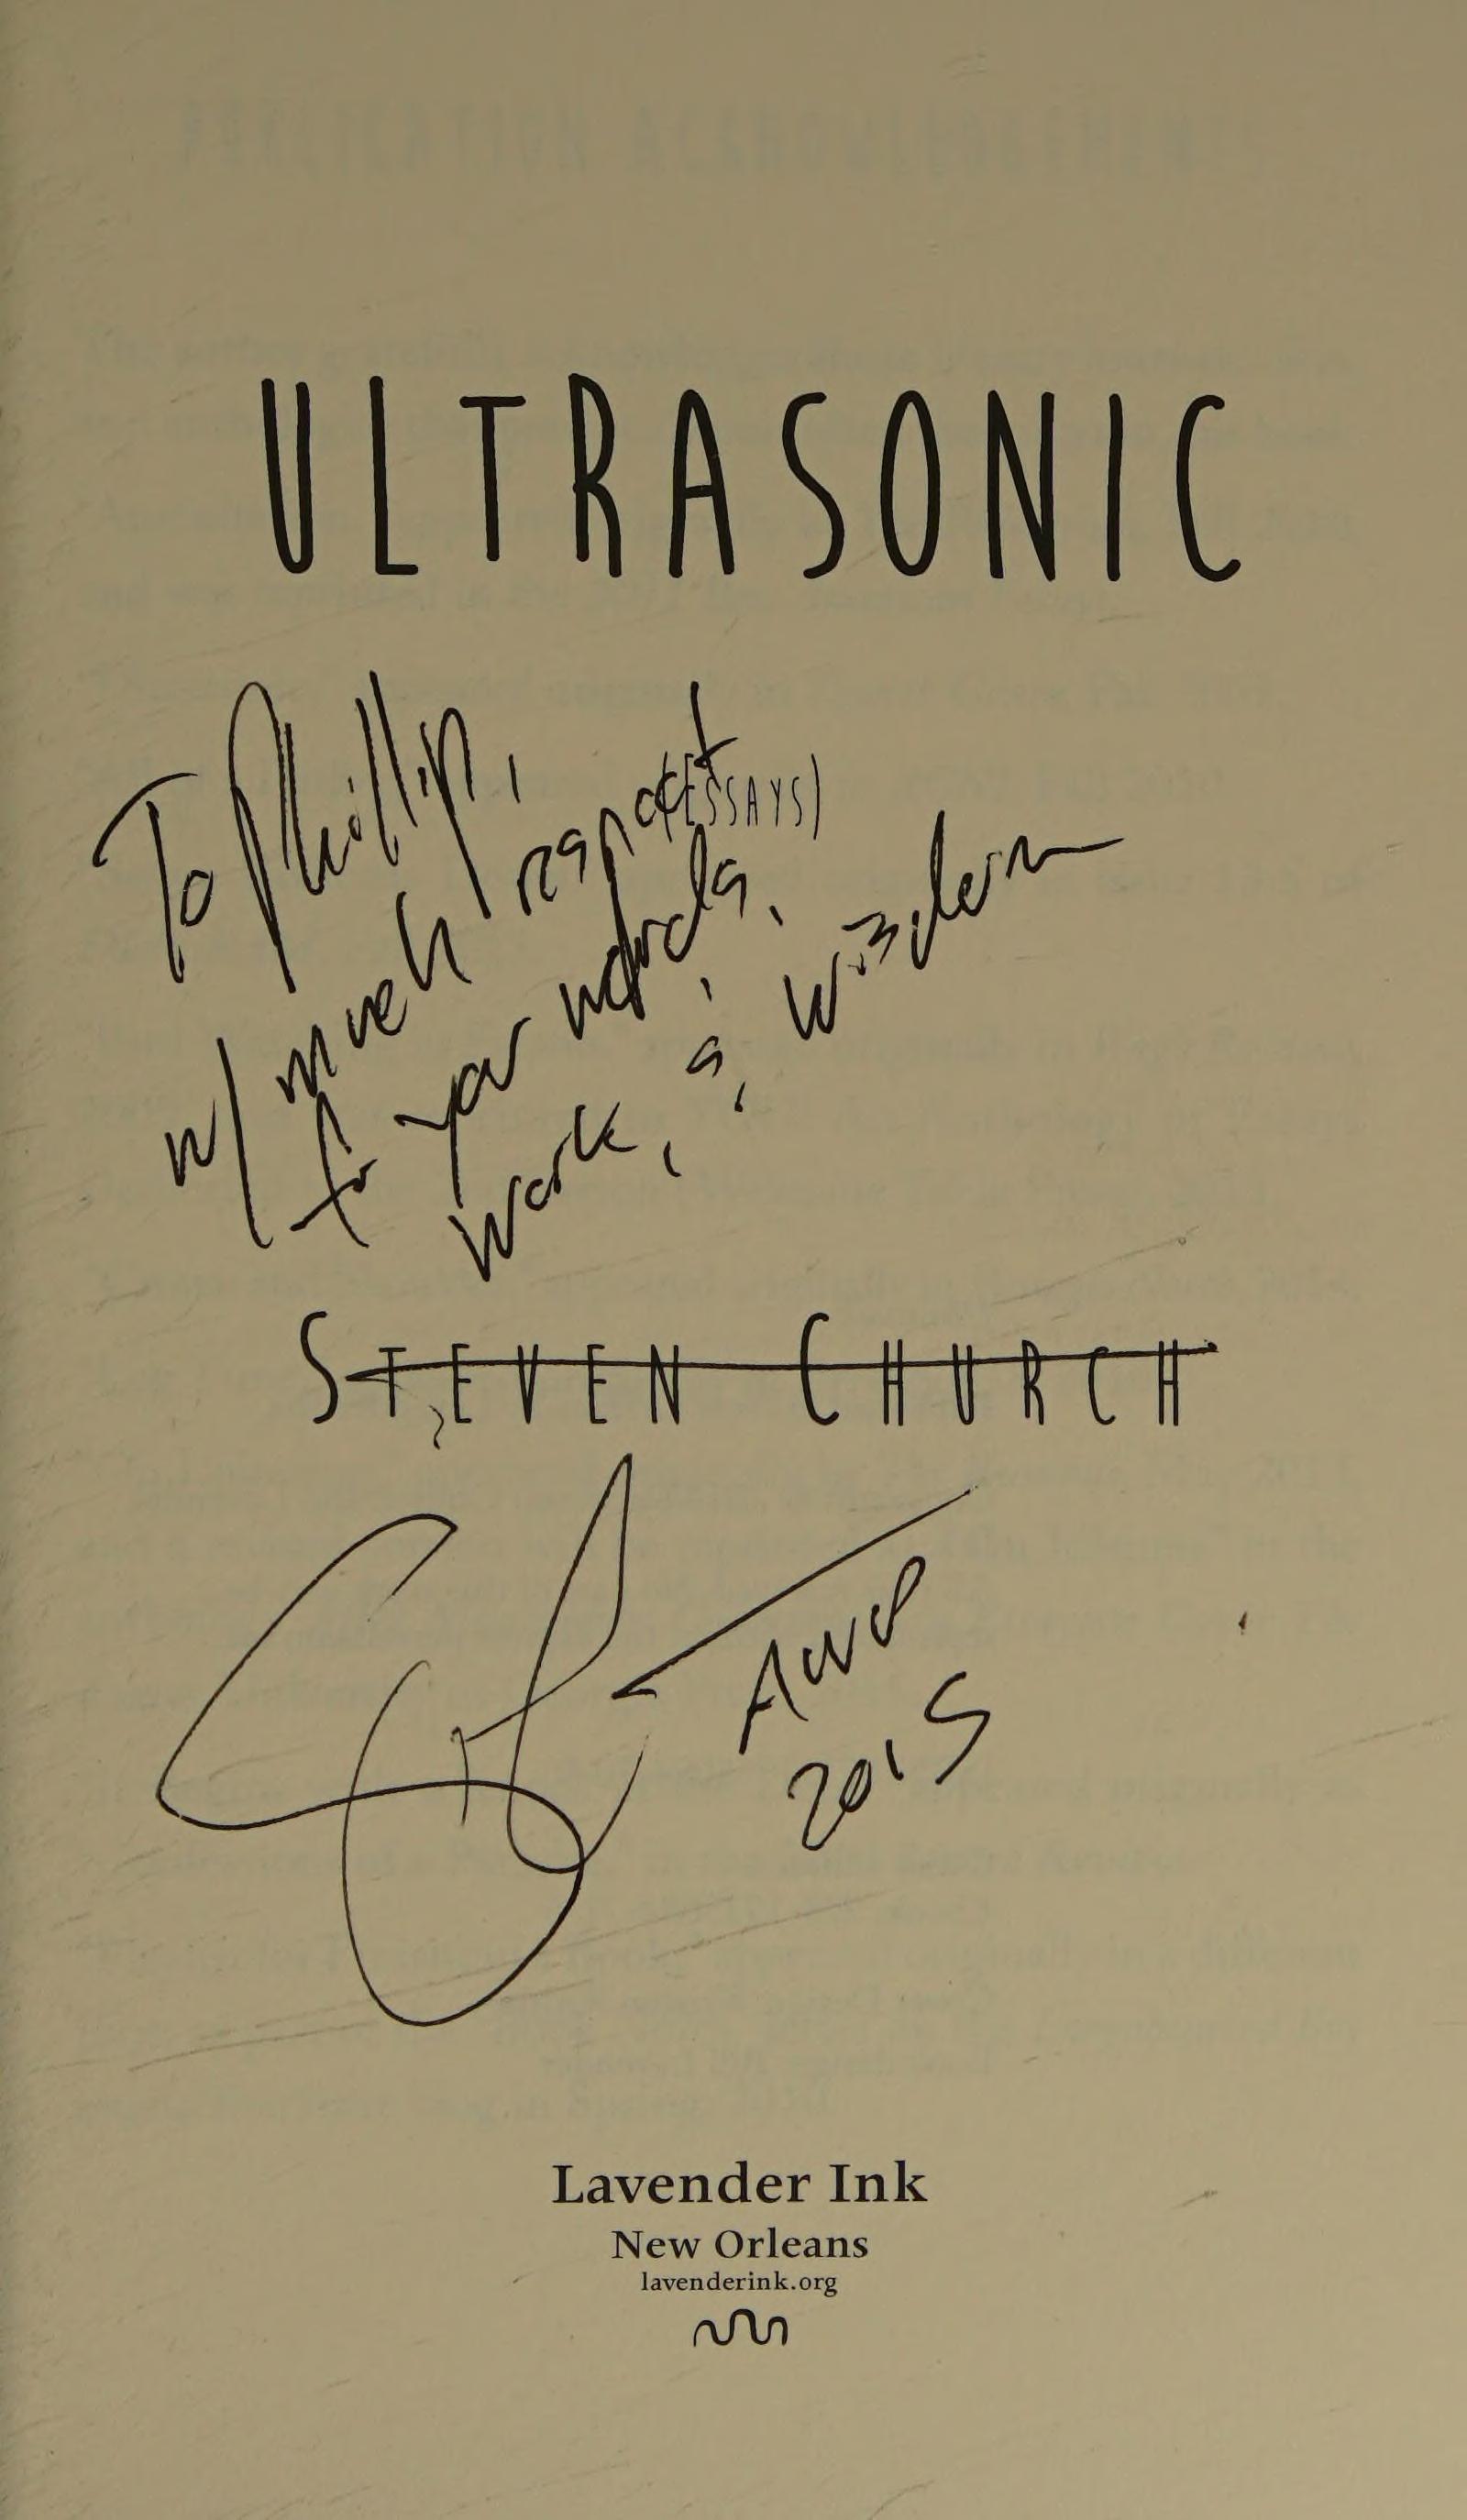 ULTRASONIC
To Phillip,
(ESSAYS)
w/ much respect
for your words,
work, & wisdom
STEVEN CHURCH
AWP
2015
Lavender Ink
New Orleans
lavenderink.org